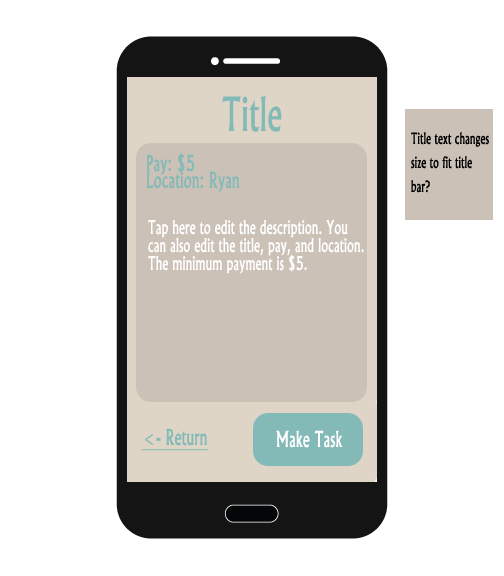 Title
Pay: $5
Location: Ryan
Tap here to edit the description. You
can also edit the title, pay, and location.
The minimum payment is $5.
<- Return
Make Task
Title text changes
size to fit title
bar?